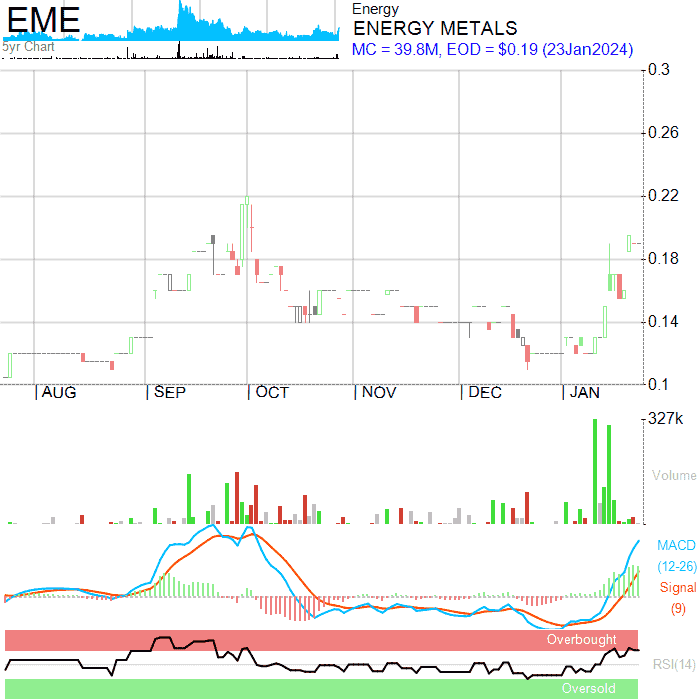 EME
5yr Chart
Energy
ENERGY METALS
MC = 39.8M, EOD = $0.19 (23Jan2024)
0.3
0.26
0.22
0.18
0.14
0.1
AUG SEP OCT NOV DEC JAN
327k
Volume
MACD
(12-26)
Signal
(9)
Overbought
RSI(14)
Oversold